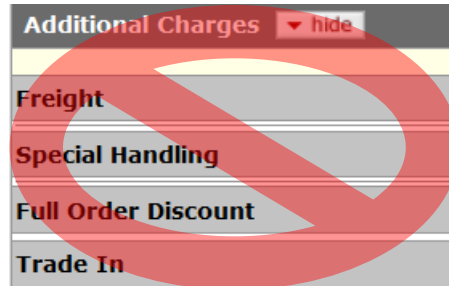 Additional Charges hide
Freight
Special Handling
Full Order Discount
Trade In